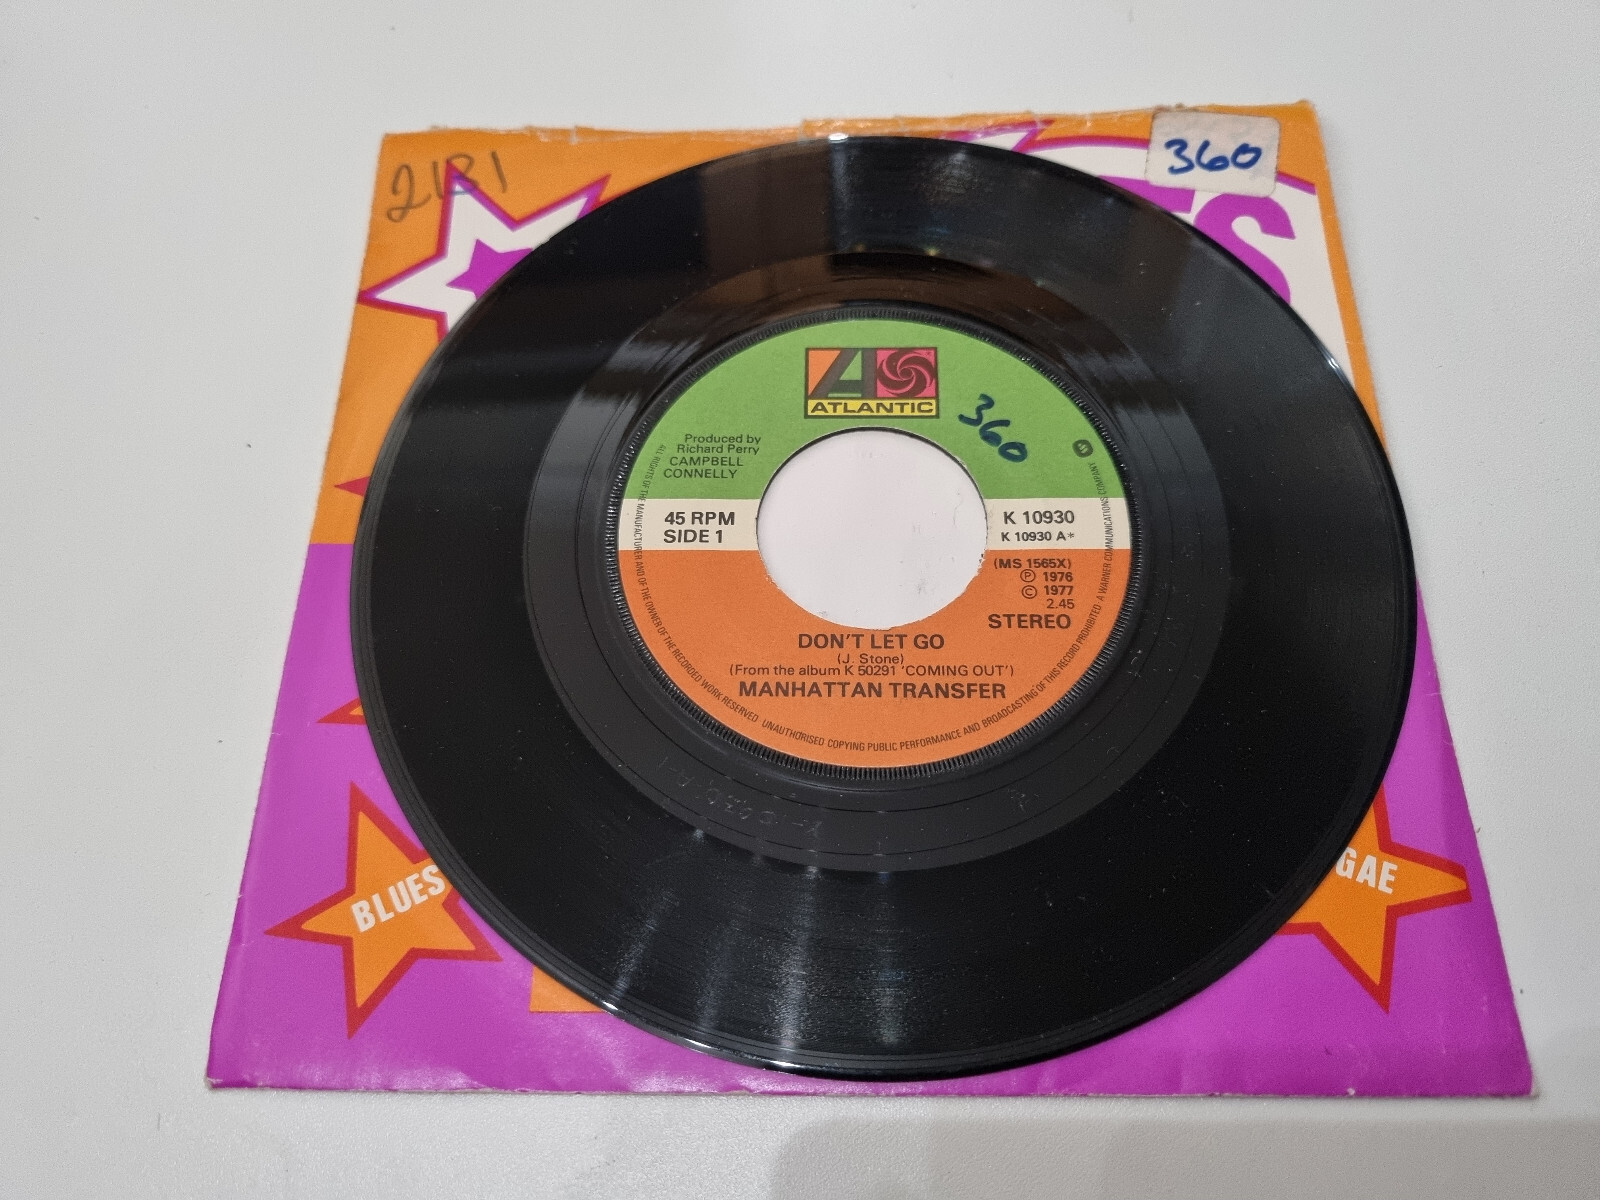 2181
360
TS
ATLANTIC
360
Produced by
Richard Perry
CAMPBELL
CONNELLY
45 RPM
SIDE 1
K 10930
K 10930 A*
(MS 1565X)
℗ 1976
© 1977
2.45
STEREO
DON'T LET GO
(J. Stone)
(From the album K 50291 'COMING OUT')
MANHATTAN TRANSFER
ALL RIGHTS OF THE MANUFACTURER AND OF THE OWNER OF THE RECORDED WORK RESERVED UNAUTHORISED COPYING PUBLIC PERFORMANCE AND BROADCASTING OF THIS RECORD PROHIBITED · A WARNER COMMUNICATIONS COMPANY
BLUES
GAE